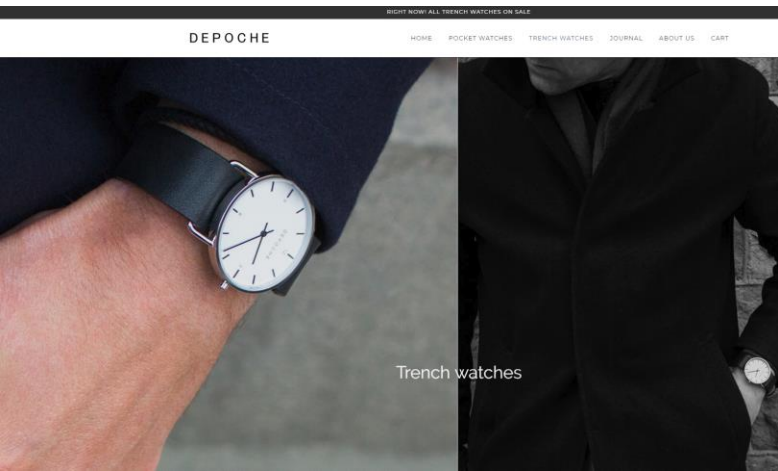 RIGHT NOW! ALL TRENCH WATCHES ON SALE
DEPOCHE
HOME POCKET WATCHES TRENCH WATCHES JOURNAL ABOUT US CART
DEPOCHE
Trench watches